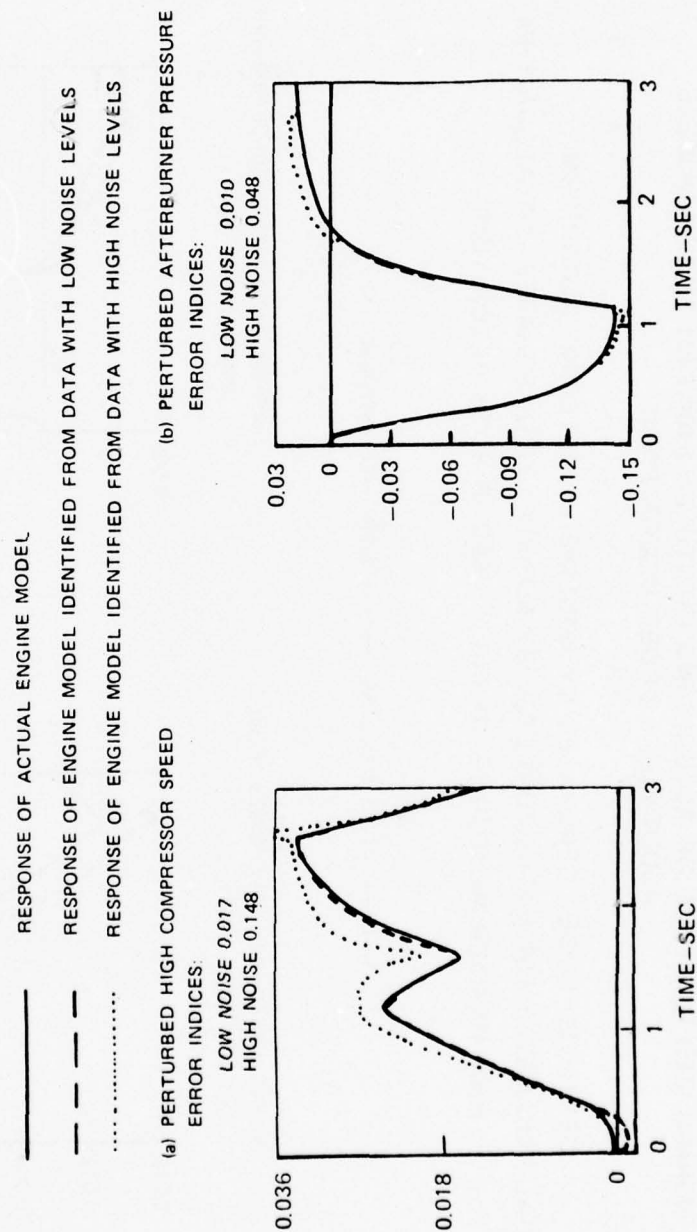 RESPONSE OF ACTUAL ENGINE MODEL
RESPONSE OF ENGINE MODEL IDENTIFIED FROM DATA WITH LOW NOISE LEVELS
RESPONSE OF ENGINE MODEL IDENTIFIED FROM DATA WITH HIGH NOISE LEVELS
(a) PERTURBED HIGH COMPRESSOR SPEED
ERROR INDICES:
LOW NOISE 0.017
HIGH NOISE 0.148
0.036
0.018
0
0
1
3
TIME–SEC
(b) PERTURBED AFTERBURNER PRESSURE
ERROR INDICES:
LOW NOISE 0.010
HIGH NOISE 0.048
0.03
0
−0.03
−0.06
−0.09
−0.12
−0.15
0
1
2
3
TIME–SEC